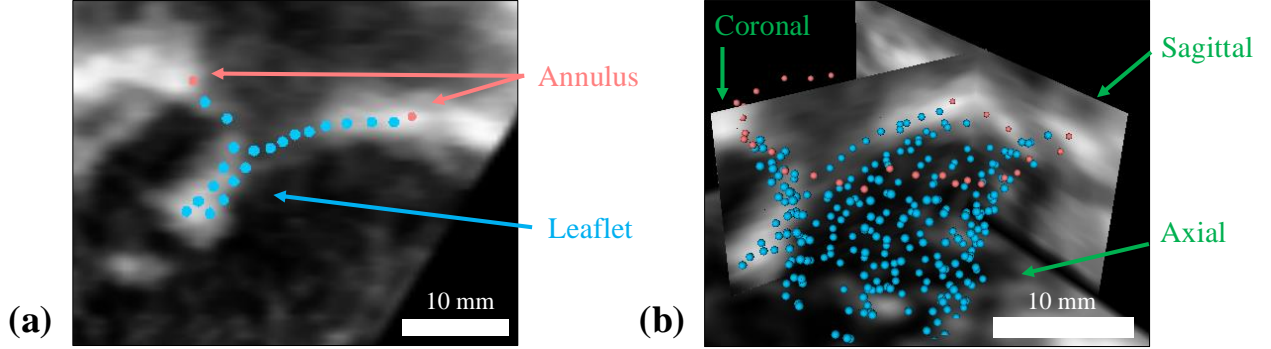 (a)
Annulus
Leaflet
10 mm
(b)
Coronal
Sagittal
Axial
10 mm